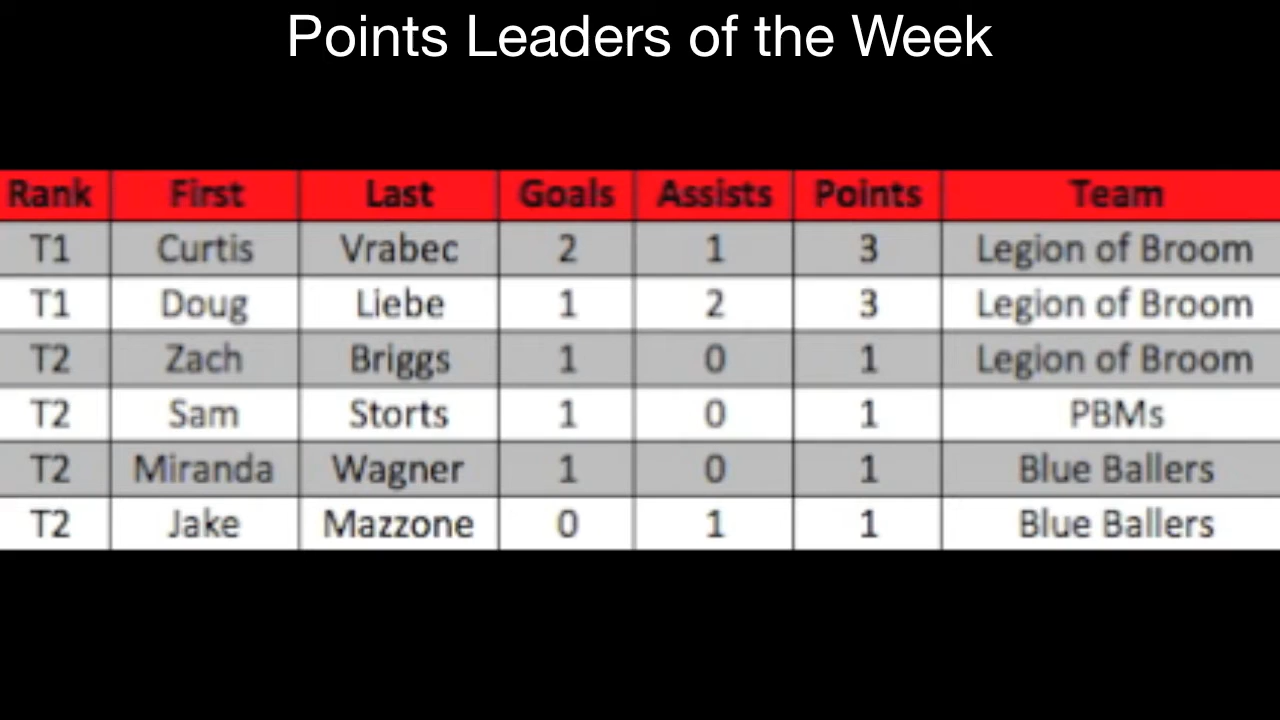 Points Leaders of the Week
Rank First Last Goals Assists Points Team
T1 Curtis Vrabec 2 1 3 Legion of Broom
T1 Doug Liebe 1 2 3 Legion of Broom
T2 Zach Briggs 1 0 1 Legion of Broom
T2 Sam Storts 1 0 1 PBMs
T2 Miranda Wagner 1 0 1 Blue Ballers
T2 Jake Mazzone 0 1 1 Blue Ballers